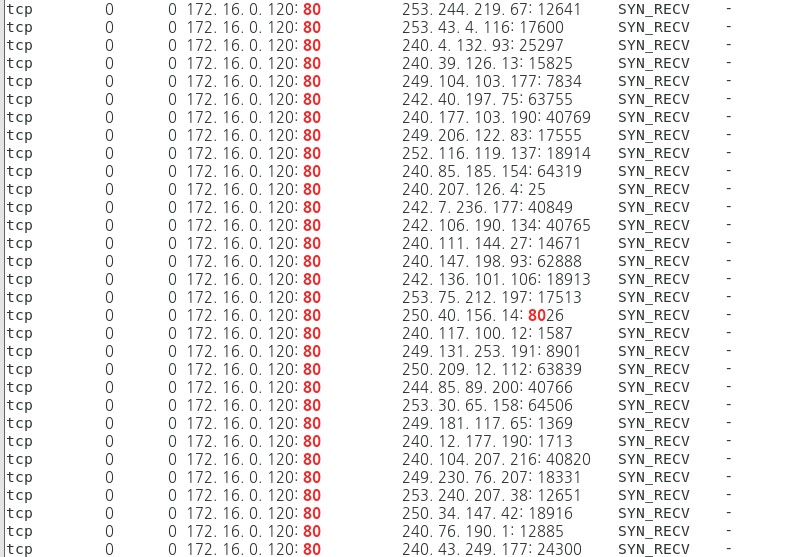 tcp 0 0 172.16.0.120:80 253.244.219.67:12641 SYN_RECV -
tcp 0 0 172.16.0.120:80 253.43.4.116:17600 SYN_RECV -
tcp 0 0 172.16.0.120:80 240.4.132.93:25297 SYN_RECV -
tcp 0 0 172.16.0.120:80 240.39.126.13:15825 SYN_RECV -
tcp 0 0 172.16.0.120:80 249.104.103.177:7834 SYN_RECV -
tcp 0 0 172.16.0.120:80 242.40.197.75:63755 SYN_RECV -
tcp 0 0 172.16.0.120:80 240.177.103.190:40769 SYN_RECV -
tcp 0 0 172.16.0.120:80 249.206.122.83:17555 SYN_RECV -
tcp 0 0 172.16.0.120:80 252.116.119.137:18914 SYN_RECV -
tcp 0 0 172.16.0.120:80 240.85.185.154:64319 SYN_RECV -
tcp 0 0 172.16.0.120:80 240.207.126.4:25 SYN_RECV -
tcp 0 0 172.16.0.120:80 242.7.236.177:40849 SYN_RECV -
tcp 0 0 172.16.0.120:80 242.106.190.134:40765 SYN_RECV -
tcp 0 0 172.16.0.120:80 240.111.144.27:14671 SYN_RECV -
tcp 0 0 172.16.0.120:80 240.147.198.93:62888 SYN_RECV -
tcp 0 0 172.16.0.120:80 242.136.101.106:18913 SYN_RECV -
tcp 0 0 172.16.0.120:80 253.75.212.197:17513 SYN_RECV -
tcp 0 0 172.16.0.120:80 250.40.156.14:8026 SYN_RECV -
tcp 0 0 172.16.0.120:80 240.117.100.12:1587 SYN_RECV -
tcp 0 0 172.16.0.120:80 249.131.253.191:8901 SYN_RECV -
tcp 0 0 172.16.0.120:80 250.209.12.112:63839 SYN_RECV -
tcp 0 0 172.16.0.120:80 244.85.89.200:40766 SYN_RECV -
tcp 0 0 172.16.0.120:80 253.30.65.158:64506 SYN_RECV -
tcp 0 0 172.16.0.120:80 249.181.117.65:1369 SYN_RECV -
tcp 0 0 172.16.0.120:80 240.12.177.190:1713 SYN_RECV -
tcp 0 0 172.16.0.120:80 240.104.207.216:40820 SYN_RECV -
tcp 0 0 172.16.0.120:80 249.230.76.207:18331 SYN_RECV -
tcp 0 0 172.16.0.120:80 253.240.207.38:12651 SYN_RECV -
tcp 0 0 172.16.0.120:80 250.34.147.42:18916 SYN_RECV -
tcp 0 0 172.16.0.120:80 240.76.190.1:12885 SYN_RECV -
tcp 0 0 172.16.0.120:80 240.43.249.177:24300 SYN_RECV -